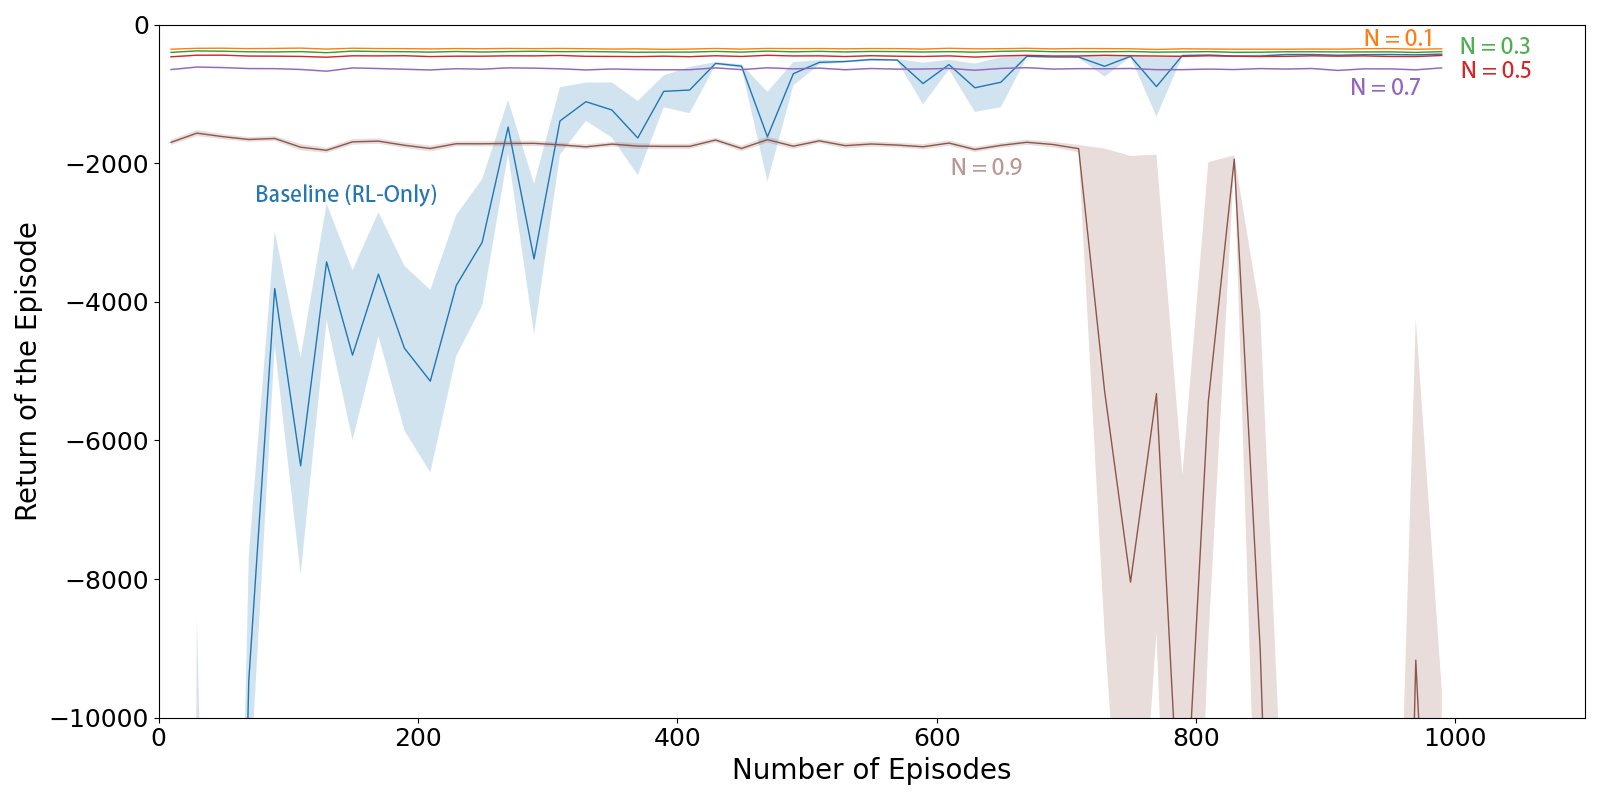 0
−2000
−4000
−6000
−8000
−10000
Return of the Episode
N = 0.1
N = 0.3
N = 0.5
N = 0.7
N = 0.9
Baseline (RL-Only)
0
200
400
600
800
1000
Number of Episodes